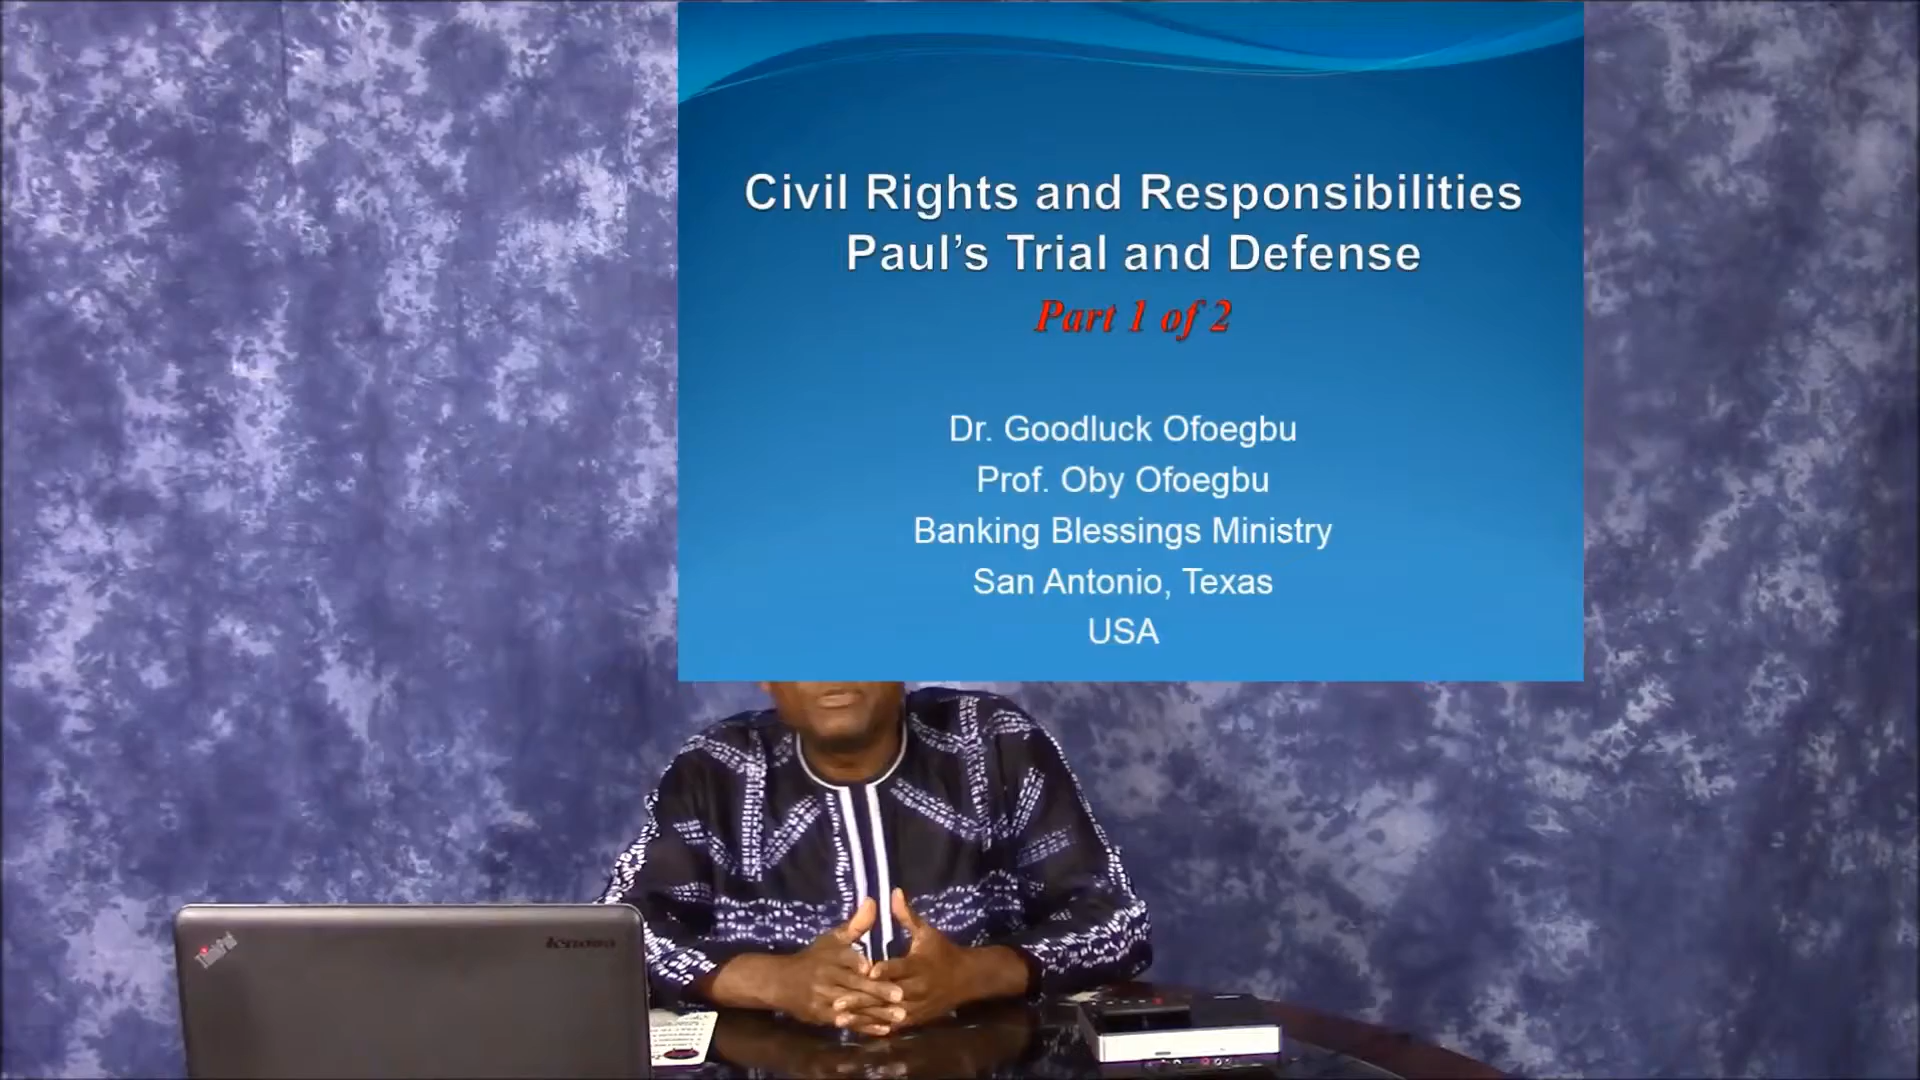 Civil Rights and Responsibilities
Paul's Trial and Defense
Part 1 of 2
Dr. Goodluck Ofoegbu
Prof. Oby Ofoegbu
Banking Blessings Ministry
San Antonio, Texas
USA
ThinkPad
lenovo